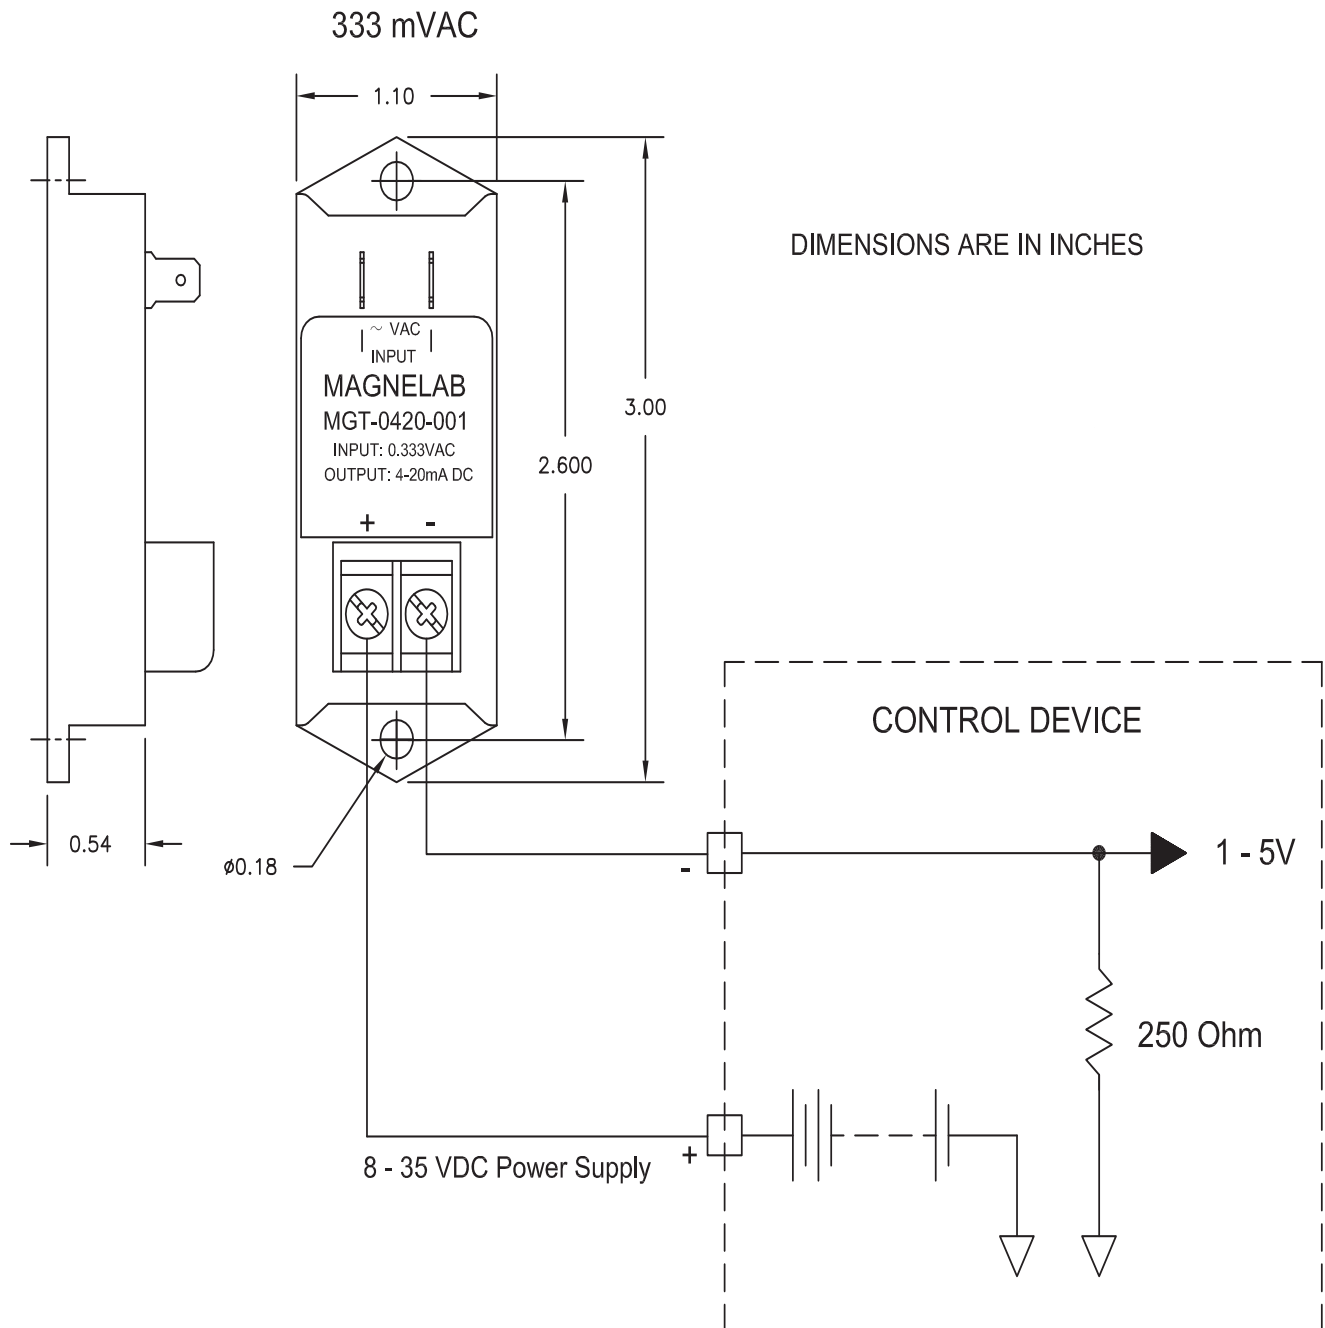 333 mVAC
1.10
DIMENSIONS ARE IN INCHES
~ VAC
INPUT
MAGNELAB
MGT-0420-001
INPUT: 0.333VAC
OUTPUT: 4-20mA DC
+ -
3.00
2.600
CONTROL DEVICE
0.54
ø0.18
-
1 - 5V
250 Ohm
8 - 35 VDC Power Supply
+